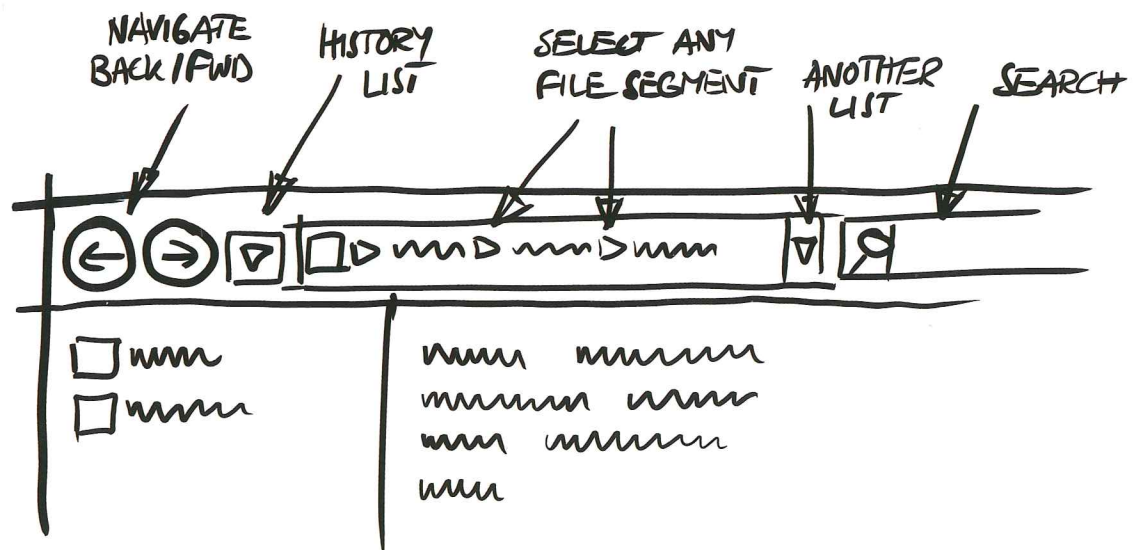 NAVIGATE
BACK/FWD
HISTORY
LIST
SELECT ANY
FILE SEGMENT
ANOTHER
LIST
SEARCH